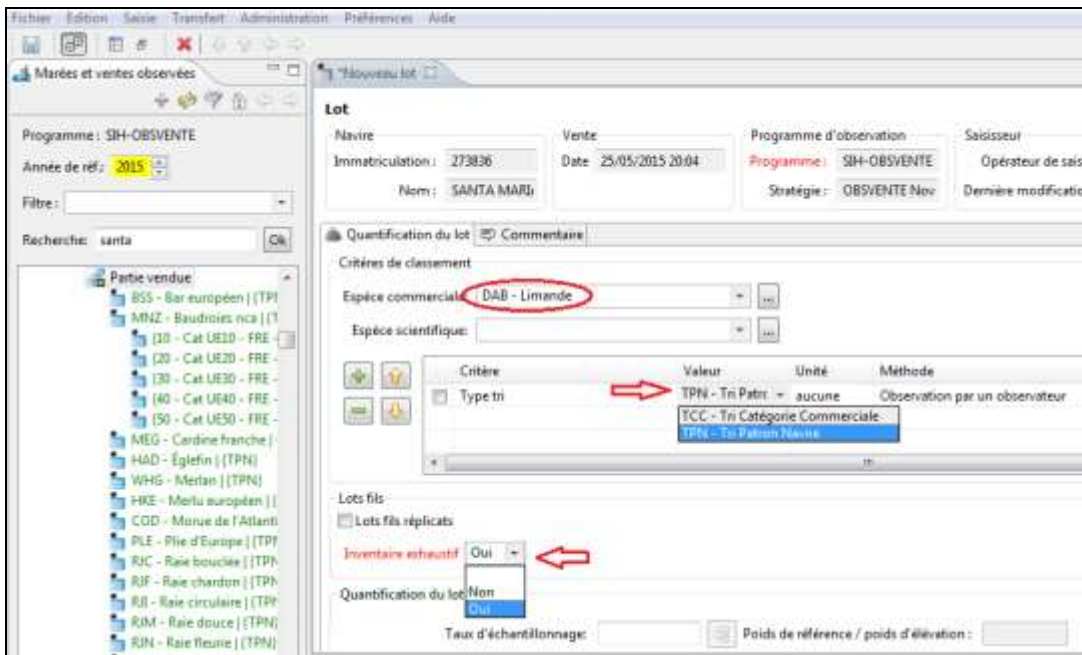 Fichier Edition Saisie Transfert Administration Préférences Aide
Marées et ventes observées
*Nouveau lot
Programme : SIH-OBSVENTE
Année de réf.: 2015
Filtre :
Recherche: santa Ok
Partie vendue
BSS - Bar européen | (TPN
MNZ - Baudroies nca | (T
(10 - Cat UE10 - FRE -
(20 - Cat UE20 - FRE -
(30 - Cat UE30 - FRE -
(40 - Cat UE40 - FRE -
(50 - Cat UE50 - FRE -
MEG - Cardine franche | (
HAD - Églefin | (TPN)
WHG - Merlan | (TPN)
HKE - Merlu européen | (
COD - Morue de l'Atlanti
PLE - Plie d'Europe | (TPN
RJC - Raie bouclée | (TPN
RJF - Raie chardon | (TPN
RJI - Raie circulaire | (TPN
RJM - Raie douce | (TPN)
RJN - Raie fleurie | (TPN)
Lot
Navire Vente Programme d'observation Saisisseur
Immatriculation : 273836 Date 25/05/2015 20:04 Programme : SIH-OBSVENTE Opérateur de sais
Nom : SANTA MARI Stratégie : OBSVENTE Nov Dernière modificatio
Quantification du lot Commentaire
Critères de classement
Espèce commerciale DAB - Limande ...
Espèce scientifique: ...
Critère Valeur Unité Méthode
Type tri TPN - Tri Patrc aucune Observation par un observateur
TCC - Tri Catégorie Commerciale
TPN - Tri Patron Navire
Lots fils
Lots fils réplicats
Inventaire exhaustif Oui
Non
Oui
Quantification du lot
Taux d'échantillonnage: Poids de référence / poids d'élévation :